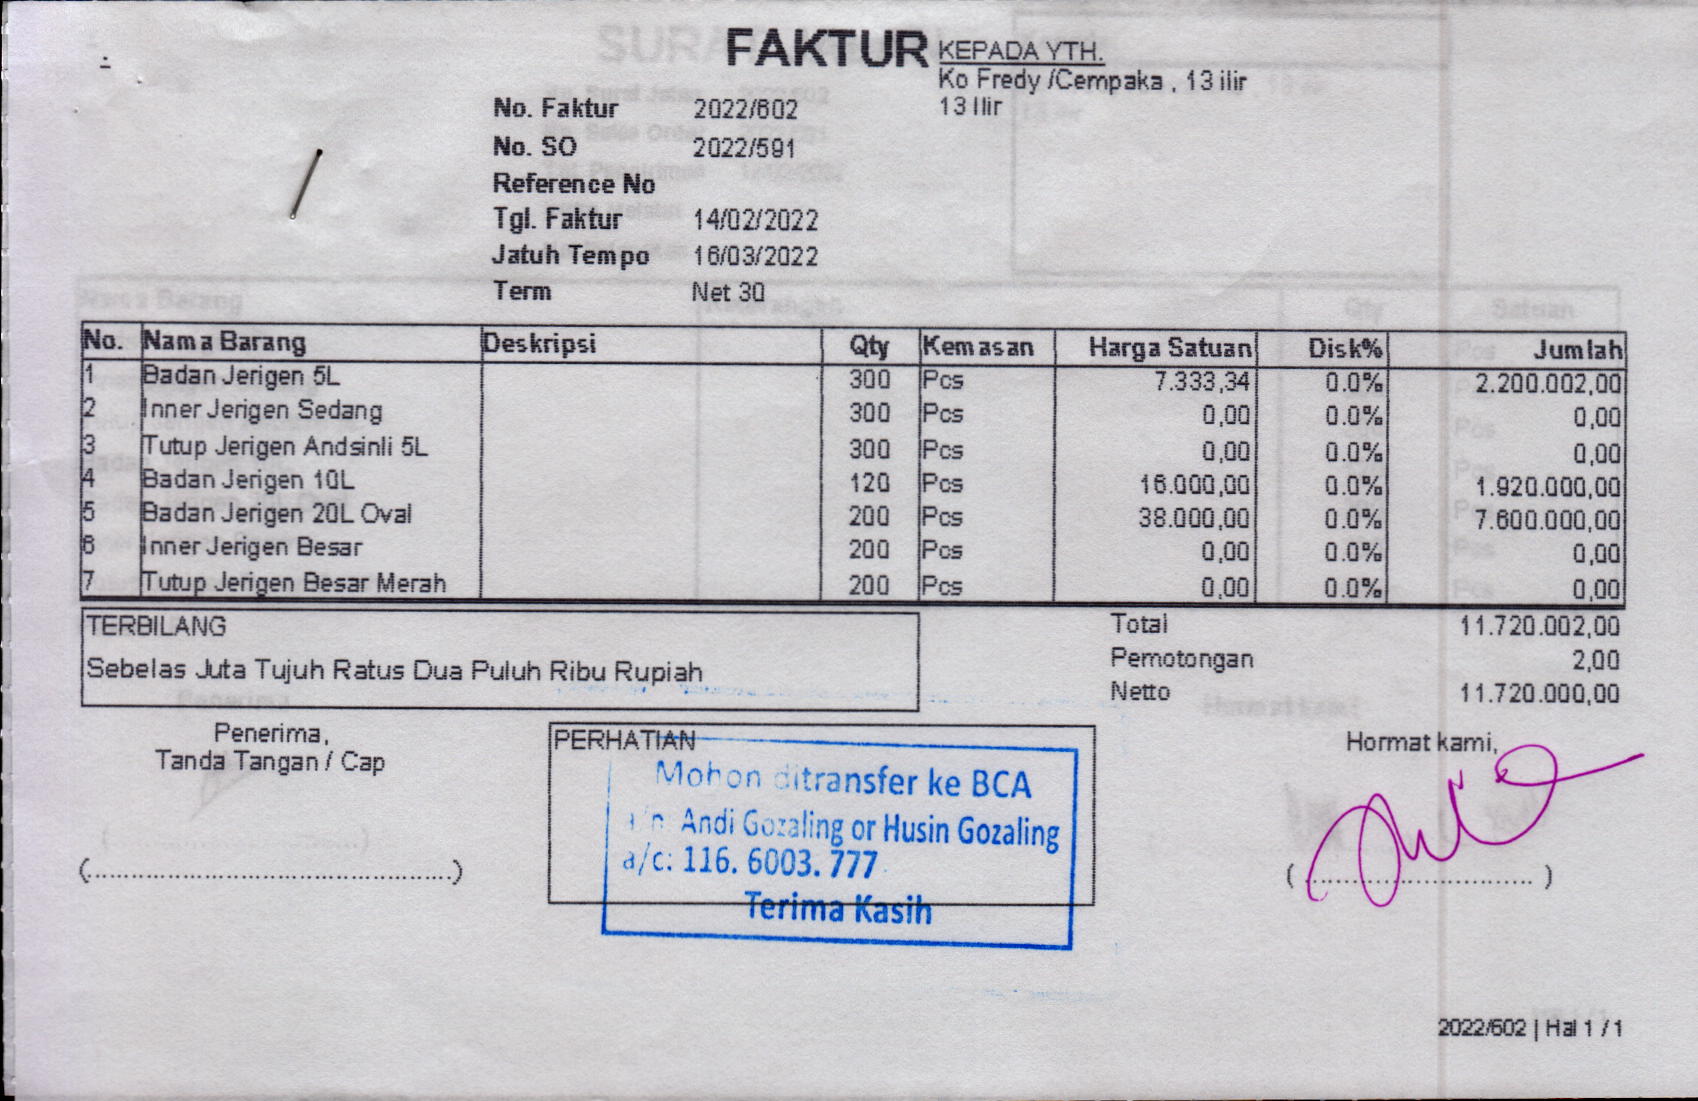 FAKTUR
KEPADA YTH.
Ko Fredy /Cempaka , 13 ilir
13 Ilir
No. Faktur 2022/602
No. SO 2022/591
Reference No
Tgl. Faktur 14/02/2022
Jatuh Tempo 16/03/2022
Term Net 30
No. Nama Barang Deskripsi Qty Kemasan Harga Satuan Disk% Jumlah
1 Badan Jerigen 5L 300 Pcs 7.333,34 0.0% 2.200.002,00
2 Inner Jerigen Sedang 300 Pcs 0,00 0.0% 0,00
3 Tutup Jerigen Andsinli 5L 300 Pcs 0,00 0.0% 0,00
4 Badan Jerigen 10L 120 Pcs 16.000,00 0.0% 1.920.000,00
5 Badan Jerigen 20L Oval 200 Pcs 38.000,00 0.0% 7.600.000,00
6 Inner Jerigen Besar 200 Pcs 0,00 0.0% 0,00
7 Tutup Jerigen Besar Merah 200 Pcs 0,00 0.0% 0,00
TERBILANG
Sebelas Juta Tujuh Ratus Dua Puluh Ribu Rupiah
Total 11.720.002,00
Pemotongan 2,00
Netto 11.720.000,00
Penerima,
Tanda Tangan / Cap
(................................................)
PERHATIAN
Mohon ditransfer ke BCA
a/n. Andi Gozaling or Husin Gozaling
a/c: 116. 6003. 777
Terima Kasih
Hormat kami,
( .............................. )
2022/602 | Hal 1 / 1